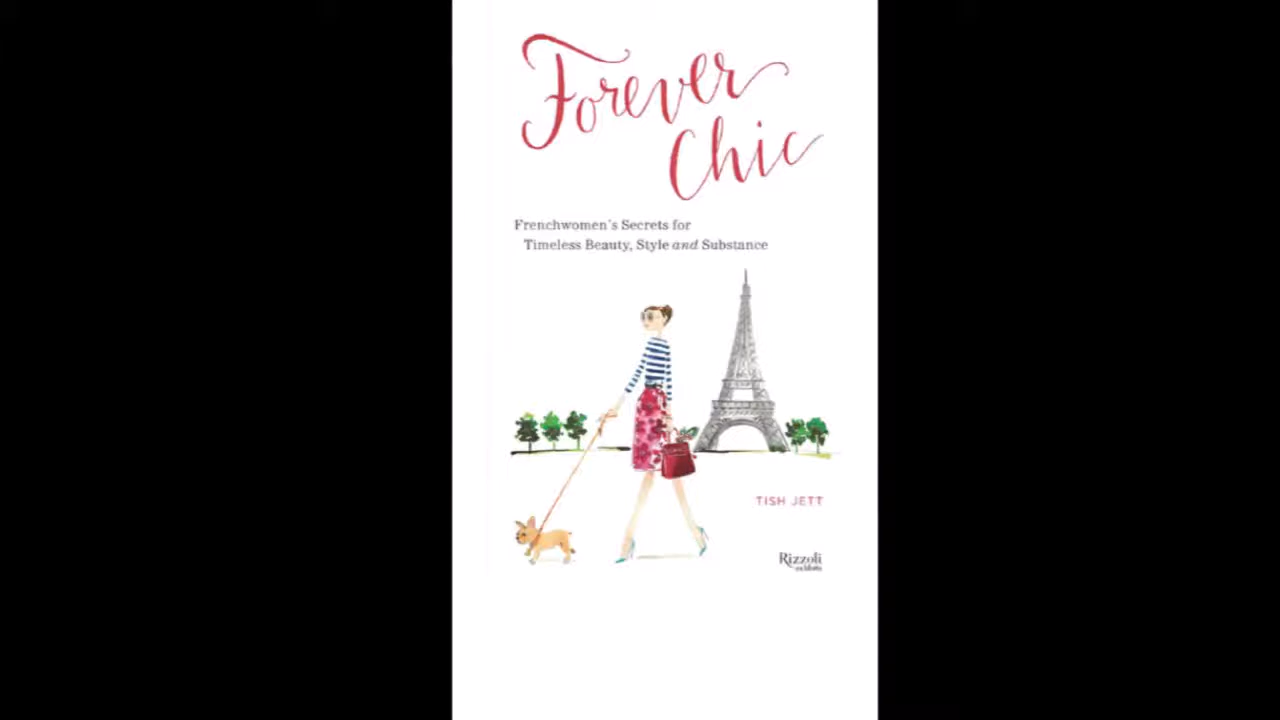 Forever
Chic
Frenchwomen's Secrets for
Timeless Beauty, Style and Substance
TISH JETT
Rizzoli